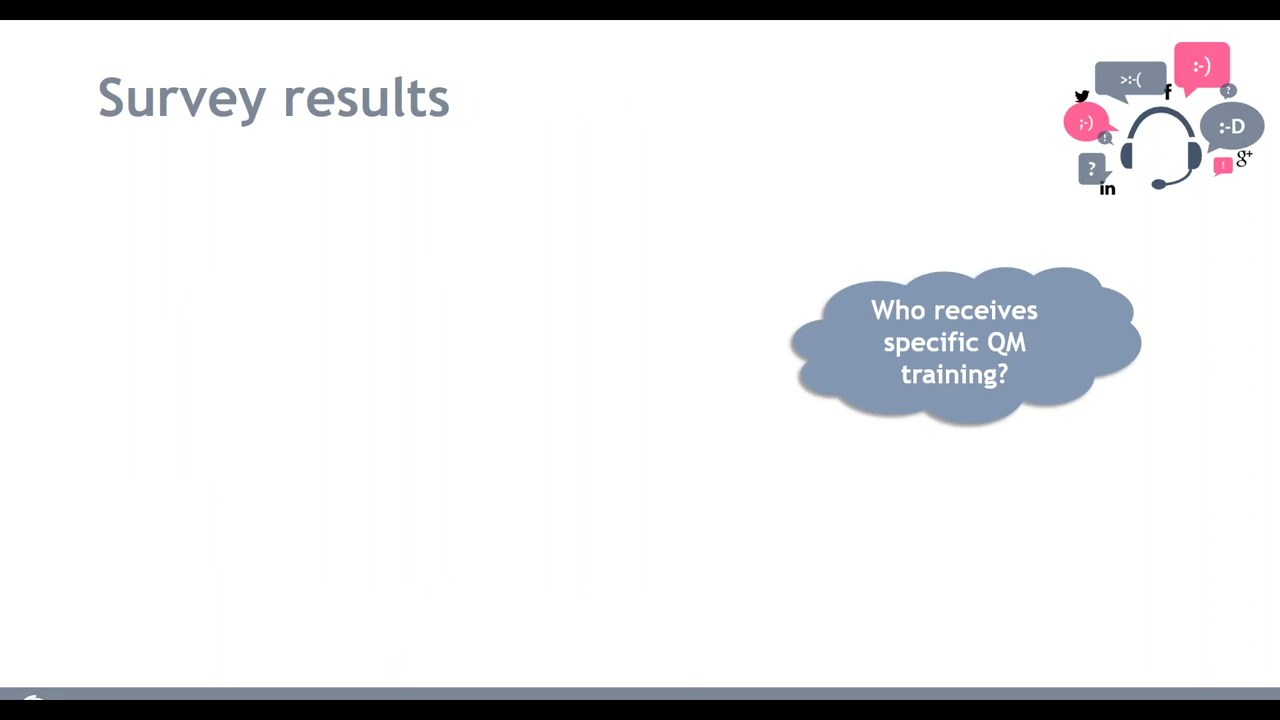 Survey results
>:-(
:-)
?
f
;-)
!
:-D
?
!
g+
in
Who receives
specific QM
training?